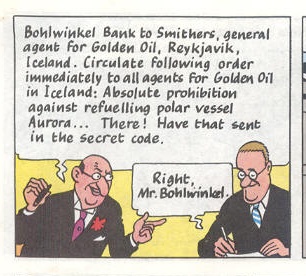 Bohlwinkel Bank to Smithers, general
agent for Golden Oil, Reykjavik,
Iceland. Circulate following order
immediately to all agents for Golden Oil
in Iceland: Absolute prohibition
against refuelling polar vessel
Aurora... There! Have that sent
in the secret code.
Right,
Mr. Bohlwinkel.